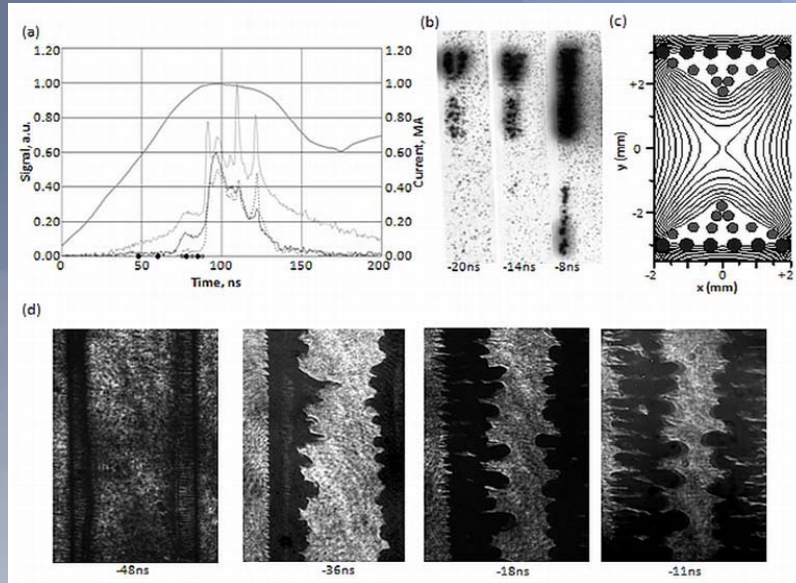 (a)
1.20
1.00
0.80
0.60
0.40
0.20
0.00
Signal, a.u.
1.20
1.00
0.80
0.60
0.40
0.20
0.00
Current, MA
0
50
100
150
200
Time, ns
(b)
-20ns
-14ns
-8ns
(c)
+2
0
-2
y (mm)
-2
-1
0
1
2
x (mm)
(d)
-48ns
-36ns
-18ns
-11ns